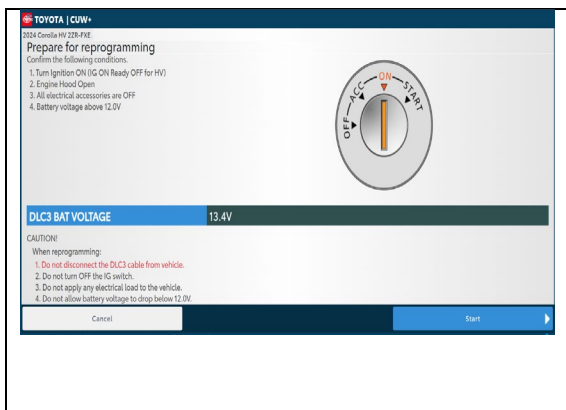 TOYOTA | CUW+
2024 Corolla HV 2ZR-FXE
Prepare for reprogramming
Confirm the following conditions.
1. Turn Ignition ON (IG ON Ready OFF for HV)
2. Engine Hood Open
3. All electrical accessories are OFF
4. Battery voltage above 12.0V
OFF ACC ON START
DLC3 BAT VOLTAGE 13.4V
CAUTION!
When reprogramming:
1. Do not disconnect the DLC3 cable from vehicle.
2. Do not turn OFF the IG switch.
3. Do not apply any electrical load to the vehicle.
4. Do not allow battery voltage to drop below 12.0V.
Cancel Start